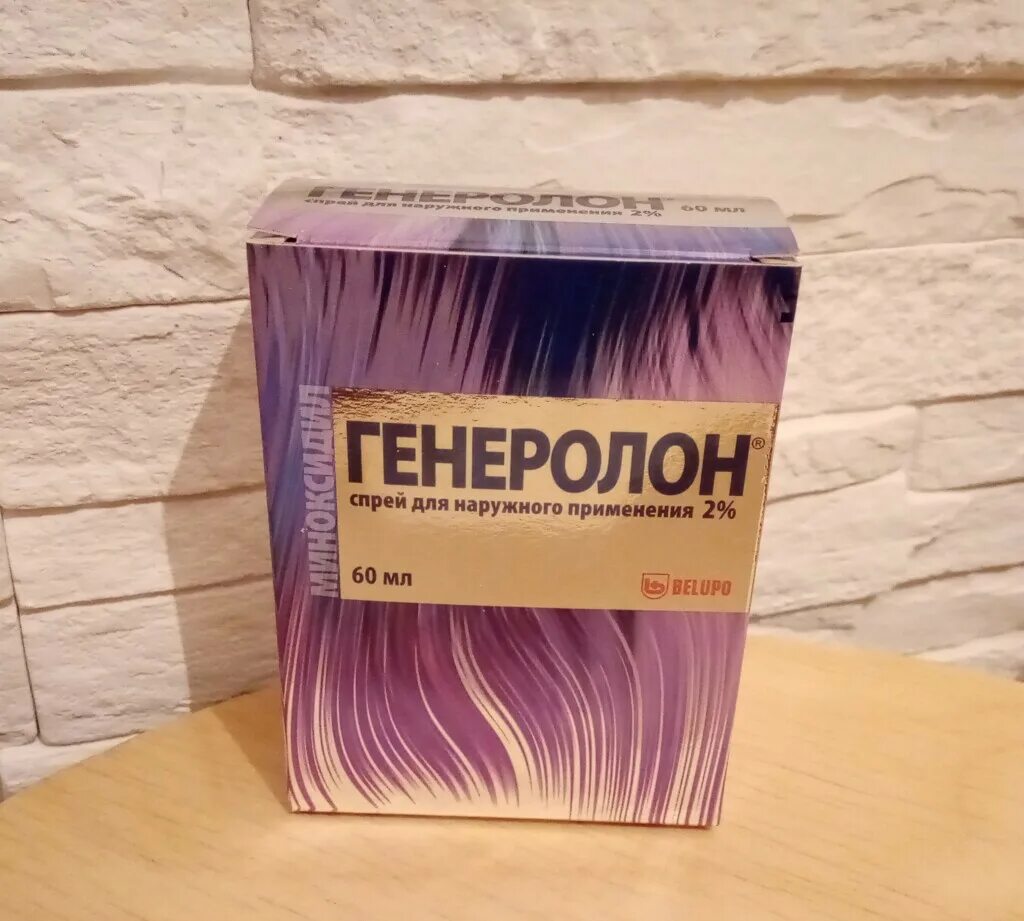 ГЕНЕРОЛОН
спрей для наружного применения 2% 60 мл
МИНОКСИДИЛ
ГЕНЕРОЛОН®
спрей для наружного применения 2%
60 мл
BELUPO